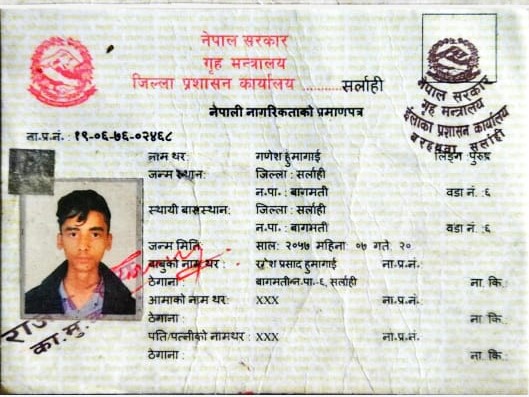 नेपाल सरकार
गृह मन्त्रालय
जिल्ला प्रशासन कार्यालय ..........सर्लाही
नेपाली नागरिकताको प्रमाणपत्र
नेपाल सरकार
गृह मन्त्रालय
ईलाका प्रशासन कार्यालय
बरहथवा, सर्लाही
ना.प्र.नं. : १९-०६-७६-०२४६८
नाम थर: गणेश हुमागाई लिङ्ग पुरुष
जन्म स्थान: जिल्ला : सर्लाही
न.पा. : बागमती वडा नं. : ६
स्थायी बासस्थान: जिल्ला : सर्लाही
न.पा. : बागमती वडा नं. : ६
जन्म मिति: साल: २०५७ महिना: ०७ गते: २०
बाबुको नाम थर : प्रसाद हुमागाई ना.प्र.नं.
ठेगाना : बागमती न.पा.-६, सर्लाही ना. कि.
आमाको नाम थर: XXX ना.प्र.नं.
ठेगाना : ना. कि.
पति/पत्नीको नामथर : XXX ना.प्र.नं.
ठेगाना : ना. कि.
का.मु.